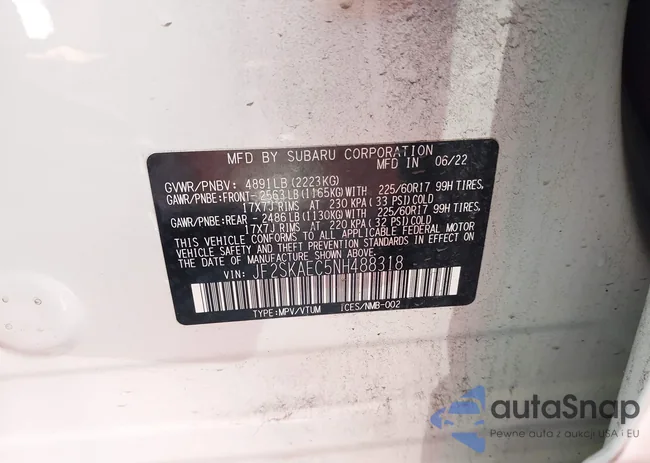 MFD BY SUBARU CORPORATION
MFD IN 06/22
GVWR/PNBV: 4891LB(2223KG)
GAWR/PNBE:FRONT-2563LB(1165KG)WITH 225/60R17 99H TIRES,
17X7J RIMS AT 230 KPA(33 PSI)COLD
GAWR/PNBE:REAR -2486LB(1130KG)WITH 225/60R17 99H TIRES,
17X7J RIMS AT 220 KPA(32 PSI)COLD
THIS VEHICLE CONFORMS TO ALL APPLICABLE FEDERAL MOTOR
VEHICLE SAFETY AND THEFT PREVENTION STANDARDS IN EFFECT
ON THE DATE OF MANUFACTURE SHOWN ABOVE.
VIN: JF2SKAEC5NH488318
TYPE:MPV/VTUM ICES/NMB-002
autaSnap
Pewne auta z aukcji USA i EU